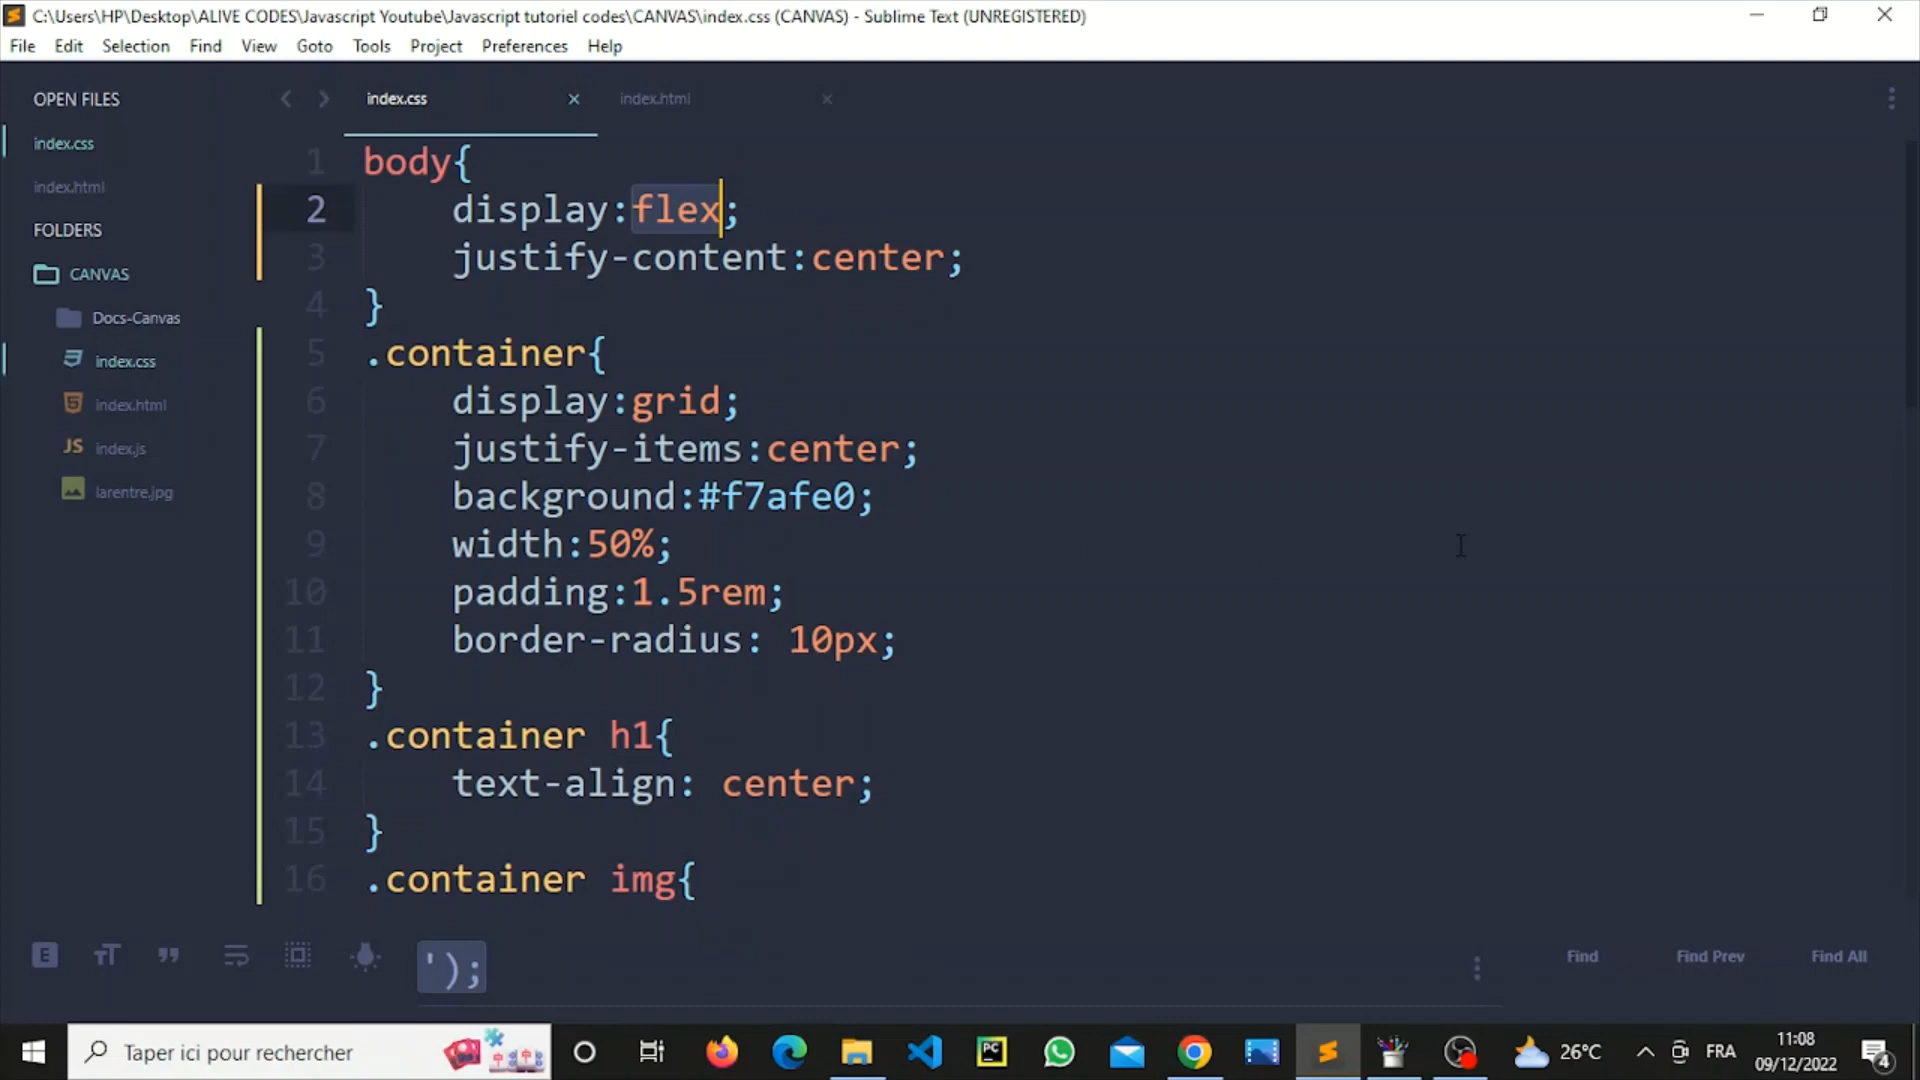 C:\Users\HP\Desktop\ALIVE CODES\Javascript Youtube\Javascript tutoriel codes\CANVAS\index.css (CANVAS) - Sublime Text (UNREGISTERED)
File Edit Selection Find View Goto Tools Project Preferences Help
OPEN FILES
index.css
index.html
FOLDERS
CANVAS
Docs-Canvas
index.css
index.html
JS index.js
larentre.jpg
index.css index.html
1 body{
2 display:flex;
3 justify-content:center;
4 }
5 .container{
6 display:grid;
7 justify-items:center;
8 background:#f7afe0;
9 width:50%;
10 padding:1.5rem;
11 border-radius: 10px;
12 }
13 .container h1{
14 text-align: center;
15 }
16 .container img{
');
Find Find Prev Find All
Taper ici pour rechercher
PC
26°C
FRA
11:08
09/12/2022
4